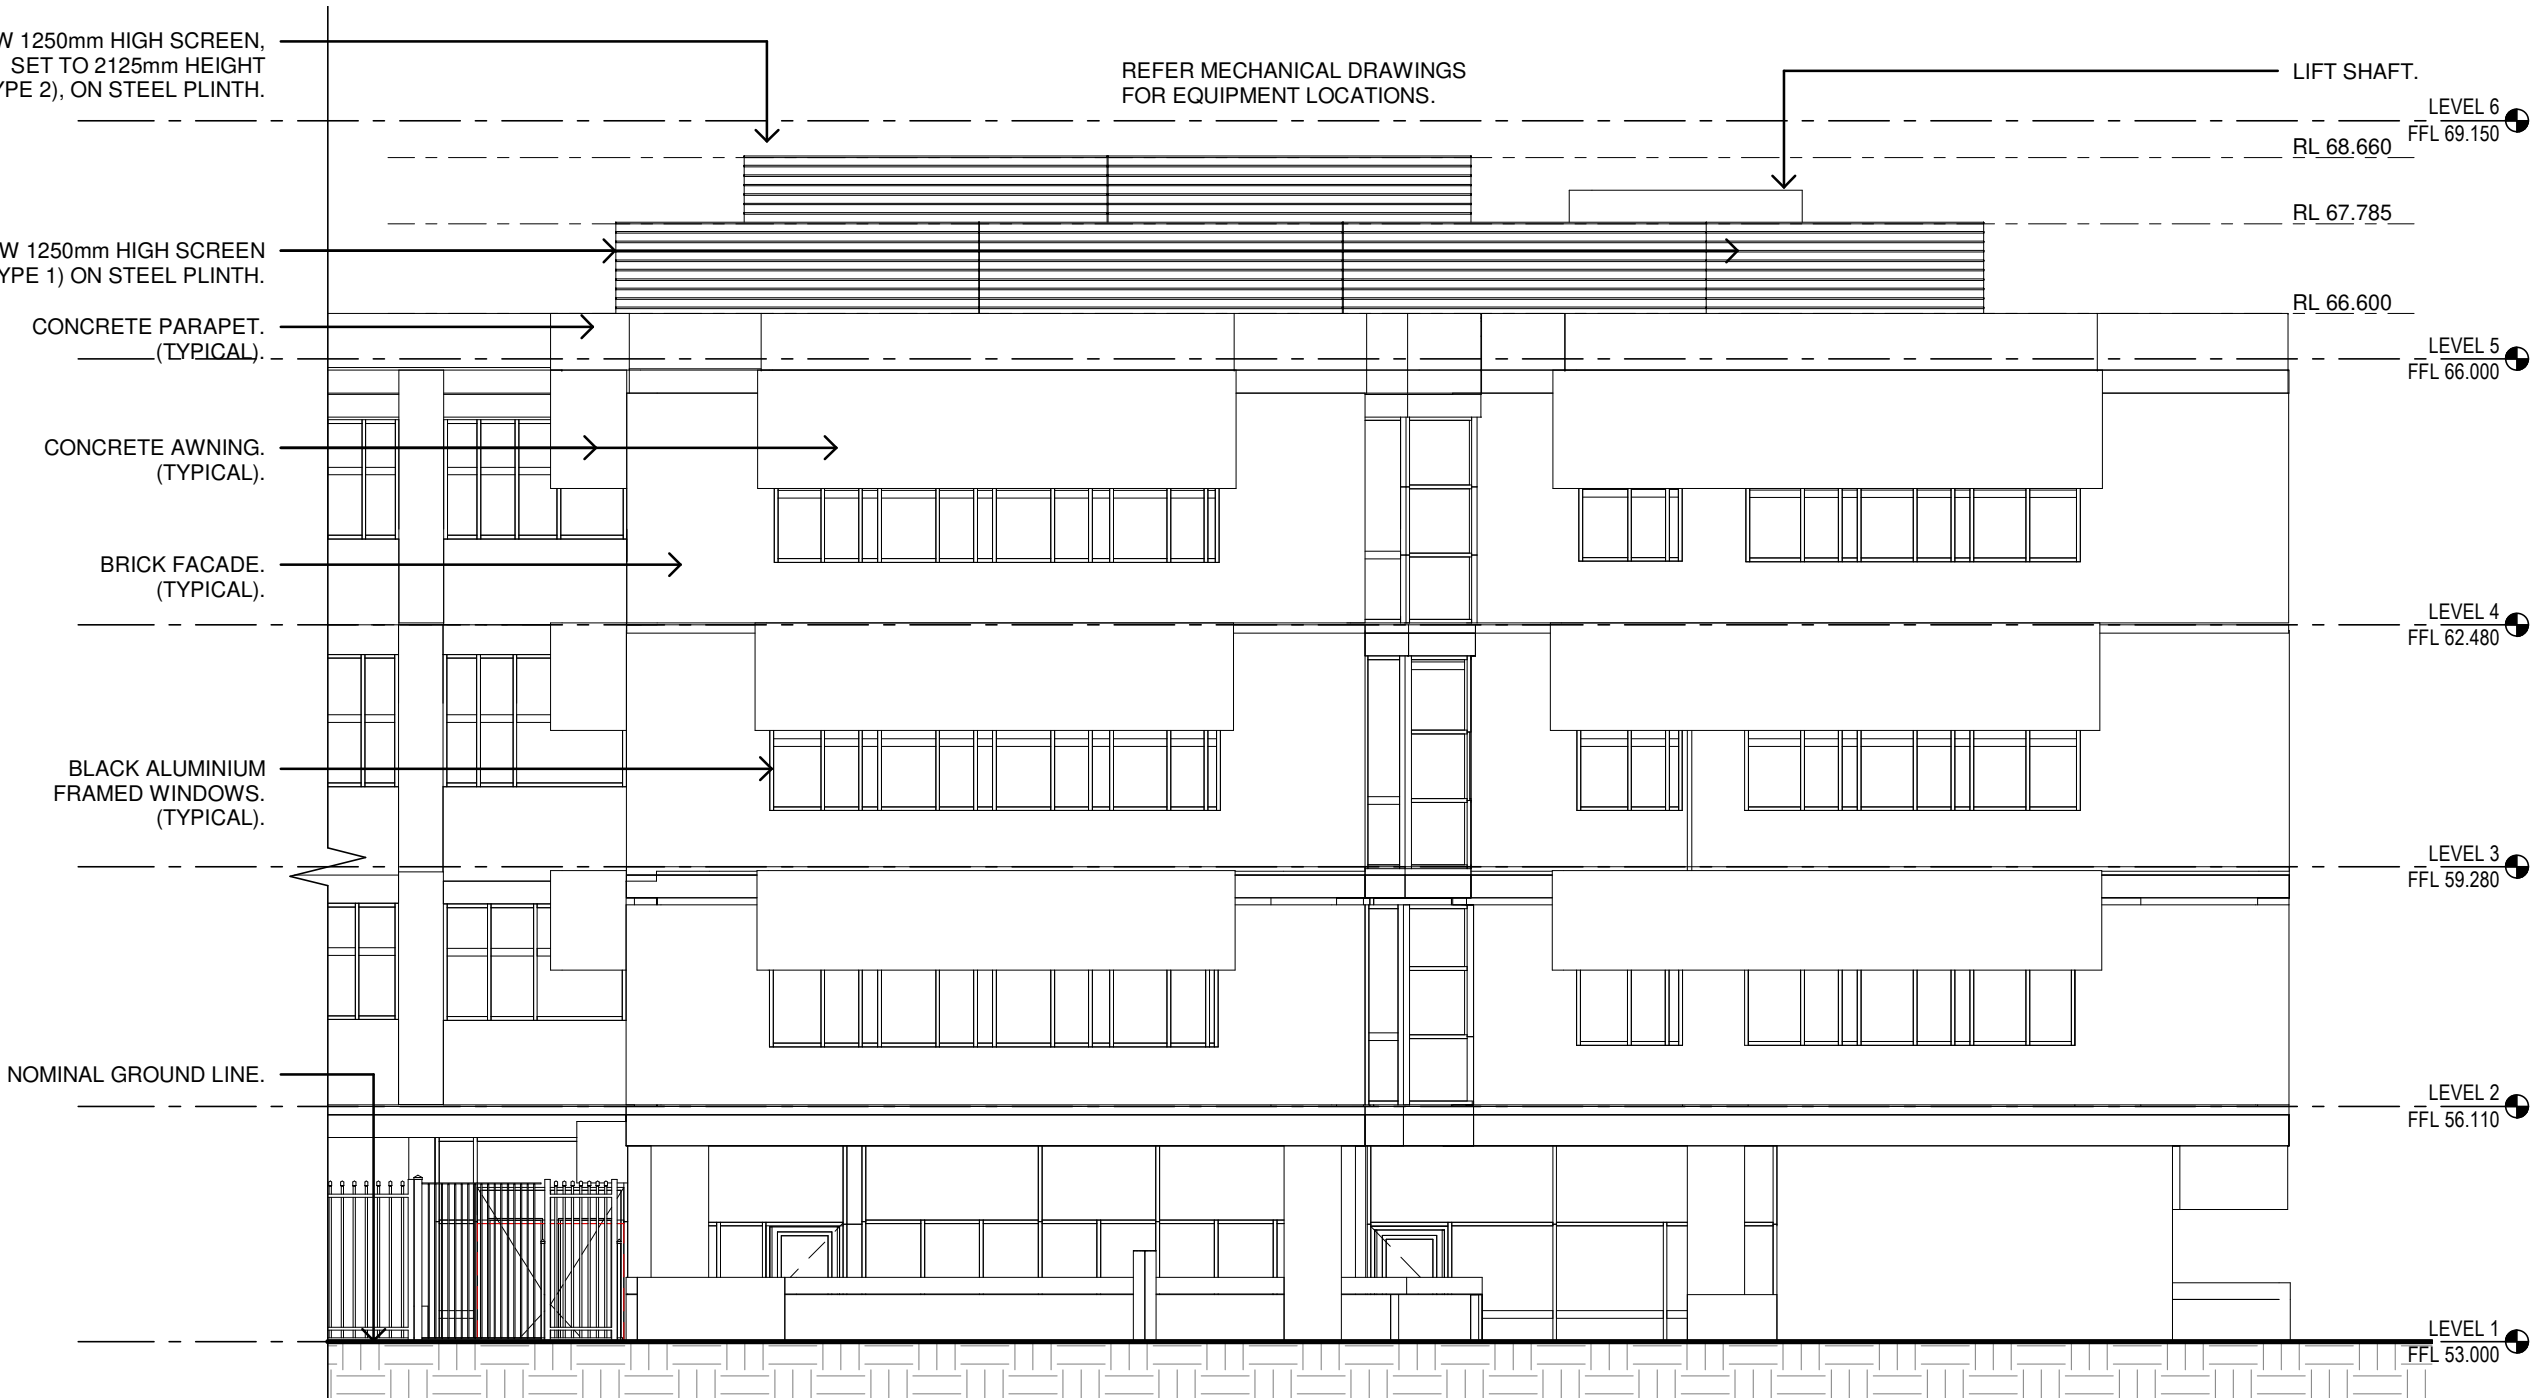 1250mm HIGH SCREEN,
SET TO 2125mm HEIGHT
2), ON STEEL PLINTH.
REFER MECHANICAL DRAWINGS
FOR EQUIPMENT LOCATIONS.
LIFT SHAFT.
LEVEL 6
FFL 69.150
RL 68.660
RL 67.785
1250mm HIGH SCREEN
1) ON STEEL PLINTH.
RL 66.600
CONCRETE PARAPET.
(TYPICAL).
LEVEL 5
FFL 66.000
CONCRETE AWNING.
(TYPICAL).
BRICK FACADE.
(TYPICAL).
LEVEL 4
FFL 62.480
BLACK ALUMINIUM
FRAMED WINDOWS.
(TYPICAL).
LEVEL 3
FFL 59.280
NOMINAL GROUND LINE.
LEVEL 2
FFL 56.110
LEVEL 1
FFL 53.000